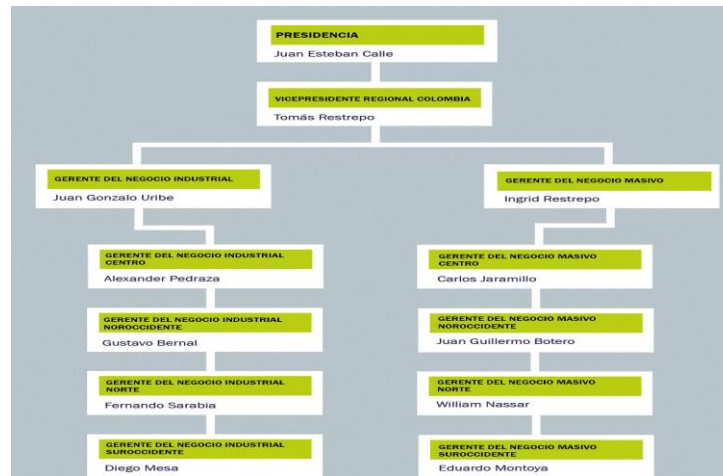 PRESIDENCIA
Juan Esteban Calle
VICEPRESIDENTE REGIONAL COLOMBIA
Tomás Restrepo
GERENTE DEL NEGOCIO INDUSTRIAL
Juan Gonzalo Uribe
GERENTE DEL NEGOCIO MASIVO
Ingrid Restrepo
GERENTE DEL NEGOCIO INDUSTRIAL
CENTRO
Alexander Pedraza
GERENTE DEL NEGOCIO INDUSTRIAL
NOROCCIDENTE
Gustavo Bernal
GERENTE DEL NEGOCIO INDUSTRIAL
NORTE
Fernando Sarabia
GERENTE DEL NEGOCIO INDUSTRIAL
SUROCCIDENTE
Diego Mesa
GERENTE DEL NEGOCIO MASIVO
CENTRO
Carlos Jaramillo
GERENTE DEL NEGOCIO MASIVO
NOROCCIDENTE
Juan Guillermo Botero
GERENTE DEL NEGOCIO MASIVO
NORTE
William Nassar
GERENTE DEL NEGOCIO MASIVO
SUROCCIDENTE
Eduardo Montoya